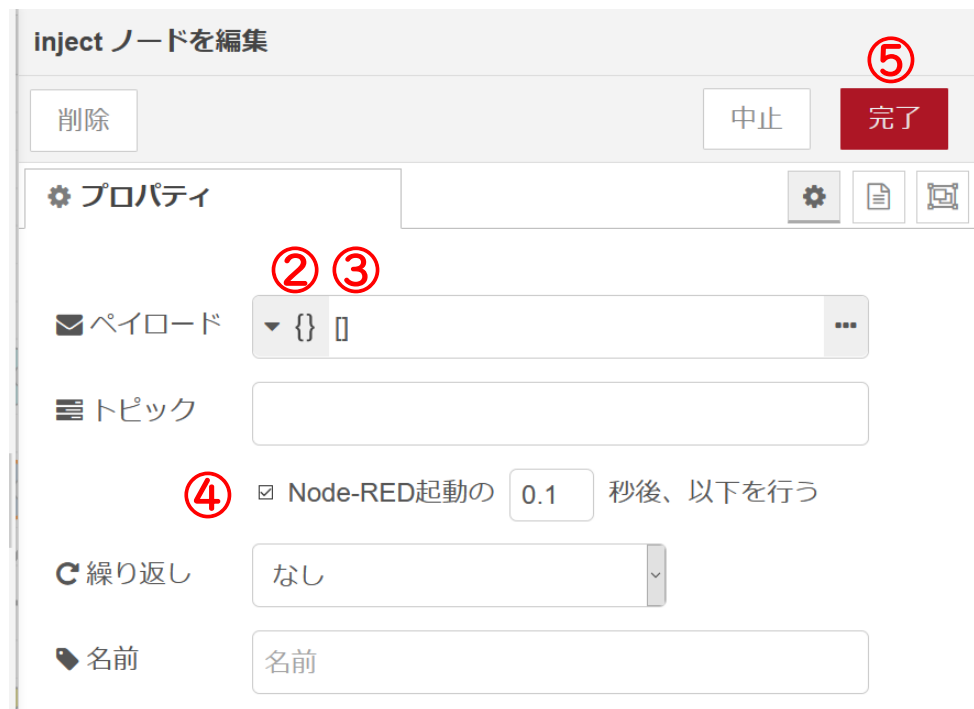 inject ノードを編集
⑤
削除 中止 完了
プロパティ
② ③
ペイロード {} []
トピック
④ Node-RED起動の 0.1 秒後、以下を行う
繰り返し なし
名前 名前